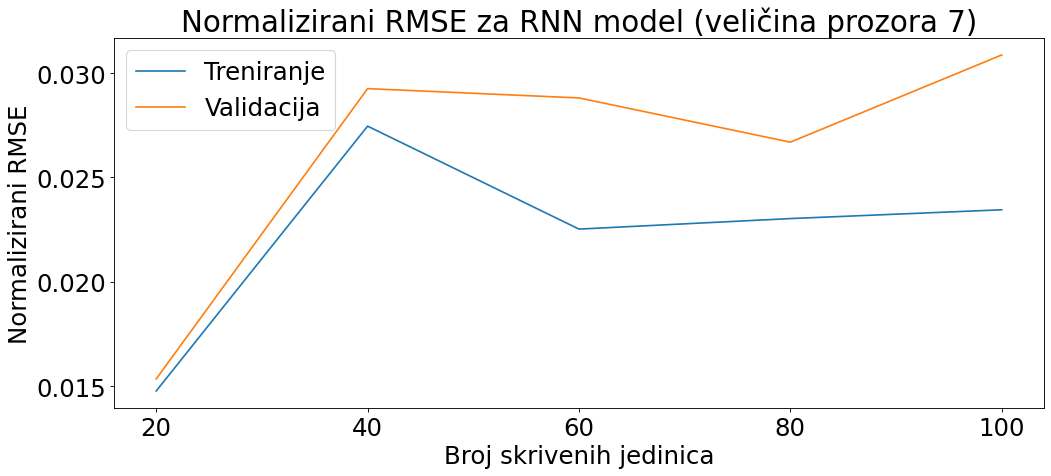 Normalizirani RMSE za RNN model (veličina prozora 7)
Treniranje
Validacija
Normalizirani RMSE
0.030
0.025
0.020
0.015
20 40 60 80 100
Broj skrivenih jedinica